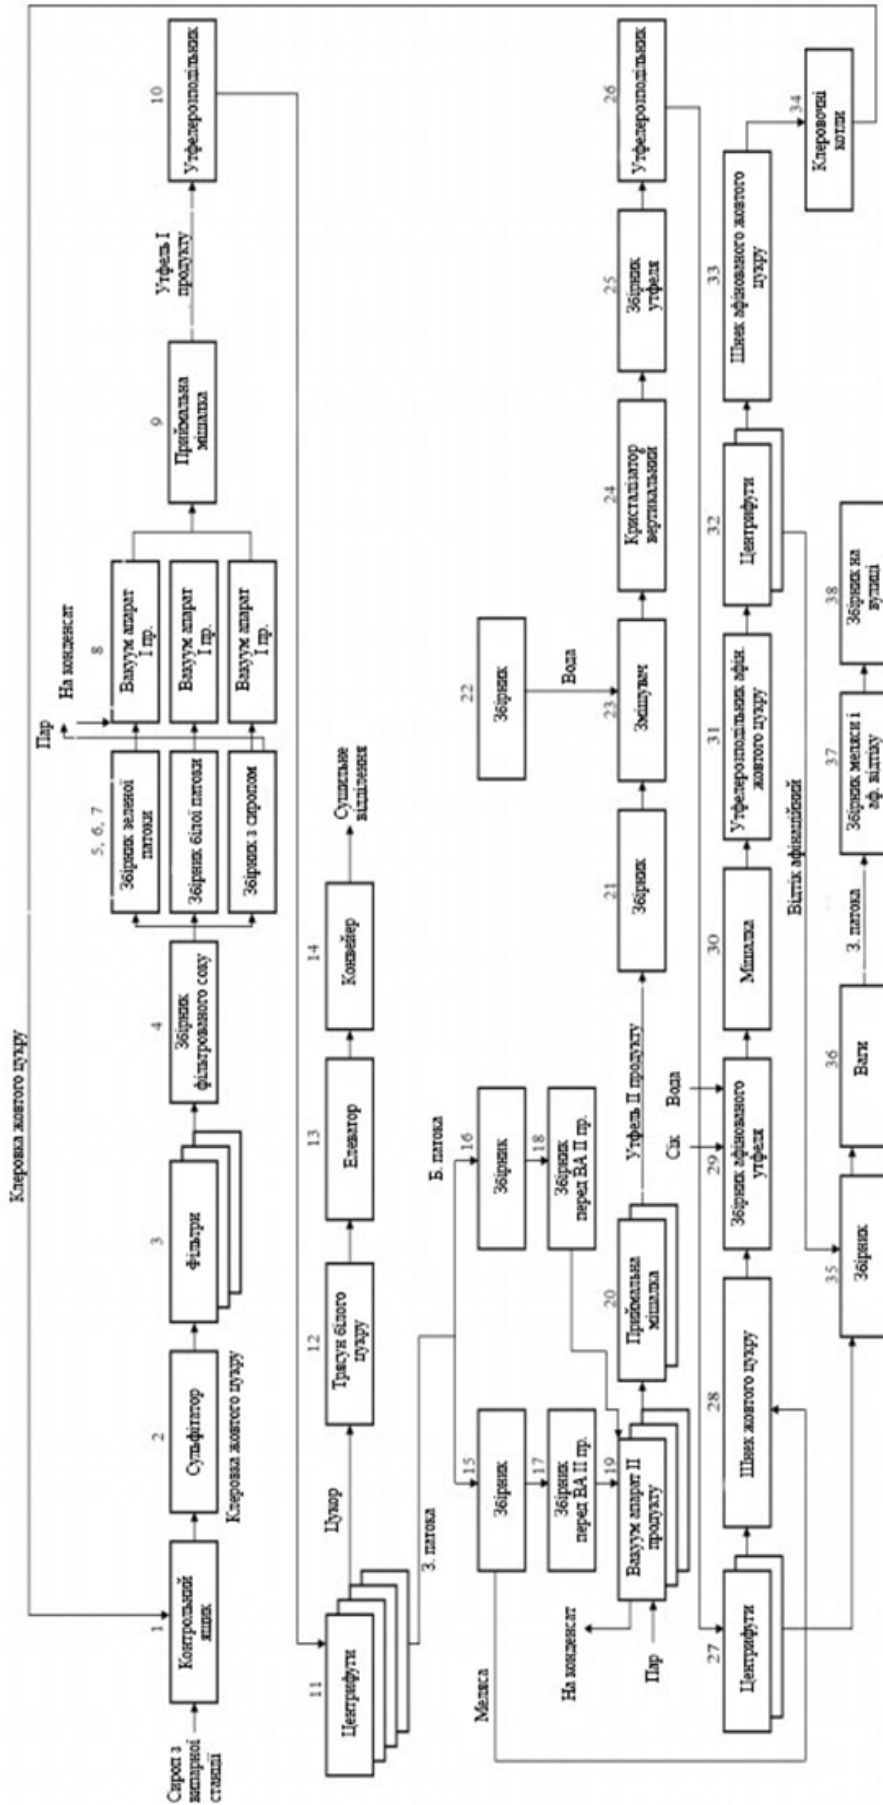 Клеровка жовтого цукру
Сироп з
випарної
станції
1
Контрольний
ящик
2
Сульфітатор
Клеровка жовтого цукру
3
Фільтри
4
Збірник
фільтрованого соку
5, 6, 7
Збірник зеленої
патоки
Збірник білої патоки
Збірник з сиропом
Пар
На конденсат
8
Вакуум апарат
І пр.
Вакуум апарат
І пр.
Вакуум апарат
І пр.
9
Приймальна
мішалка
Утфель І
продукту
10
Утфелерозподільник
11
Центрифуги
Цукор
12
Трясун білого
цукру
13
Елеватор
14
Конвейєр
Сушильне
відділення
З. патока
Б. патока
Меляса
15
Збірник
16
Збірник
17
Збірник
перед ВА ІІ пр.
18
Збірник
перед ВА ІІ пр.
На конденсат
Пар
19
Вакуум апарат ІІ
продукту
20
Приймальна
мішалка
Утфель ІІ продукту
21
Збірник
22
Збірник
Вода
23
Змішувач
24
Кристалізатор
вертикальний
25
Збірник
утфеля
26
Утфелерозподільник
27
Центрифуги
28
Шнек жовтого цукру
Сік
Вода
29
Збірник афінованого
утфеля
30
Мішалка
31
Утфелерозподільник афін.
жовтого цукру
32
Центрифуги
33
Шнек афінованого жовтого
цукру
34
Клеровочні
котли
Відтік афінаційний
35
Збірник
36
Ваги
З. патока
37
Збірник меляси і
аф. відтіку
38
Збірник на
вулиці